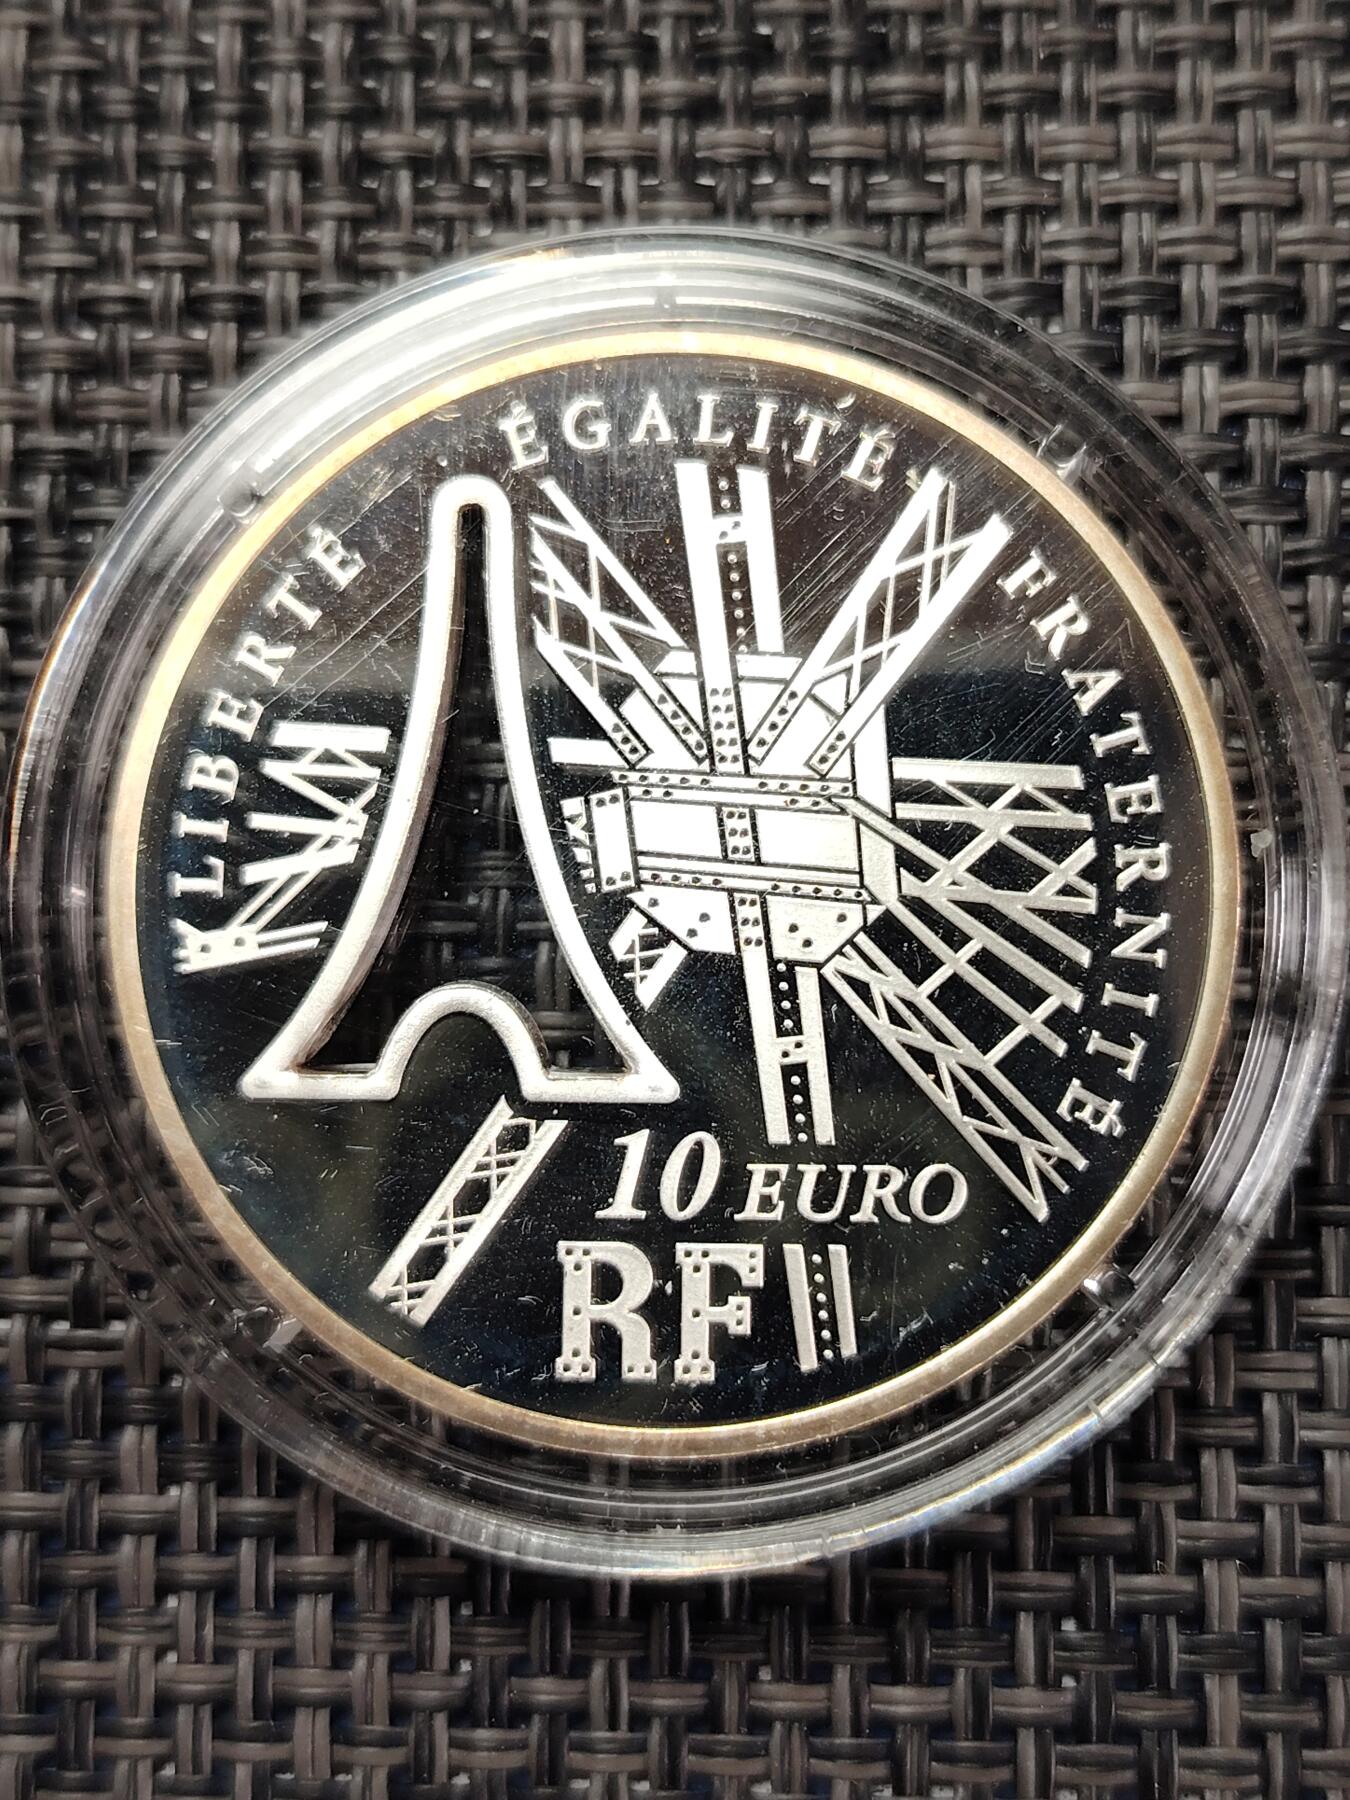 LIBERTÉ ÉGALITÉ FRATERNITÉ
10 EURO
RF